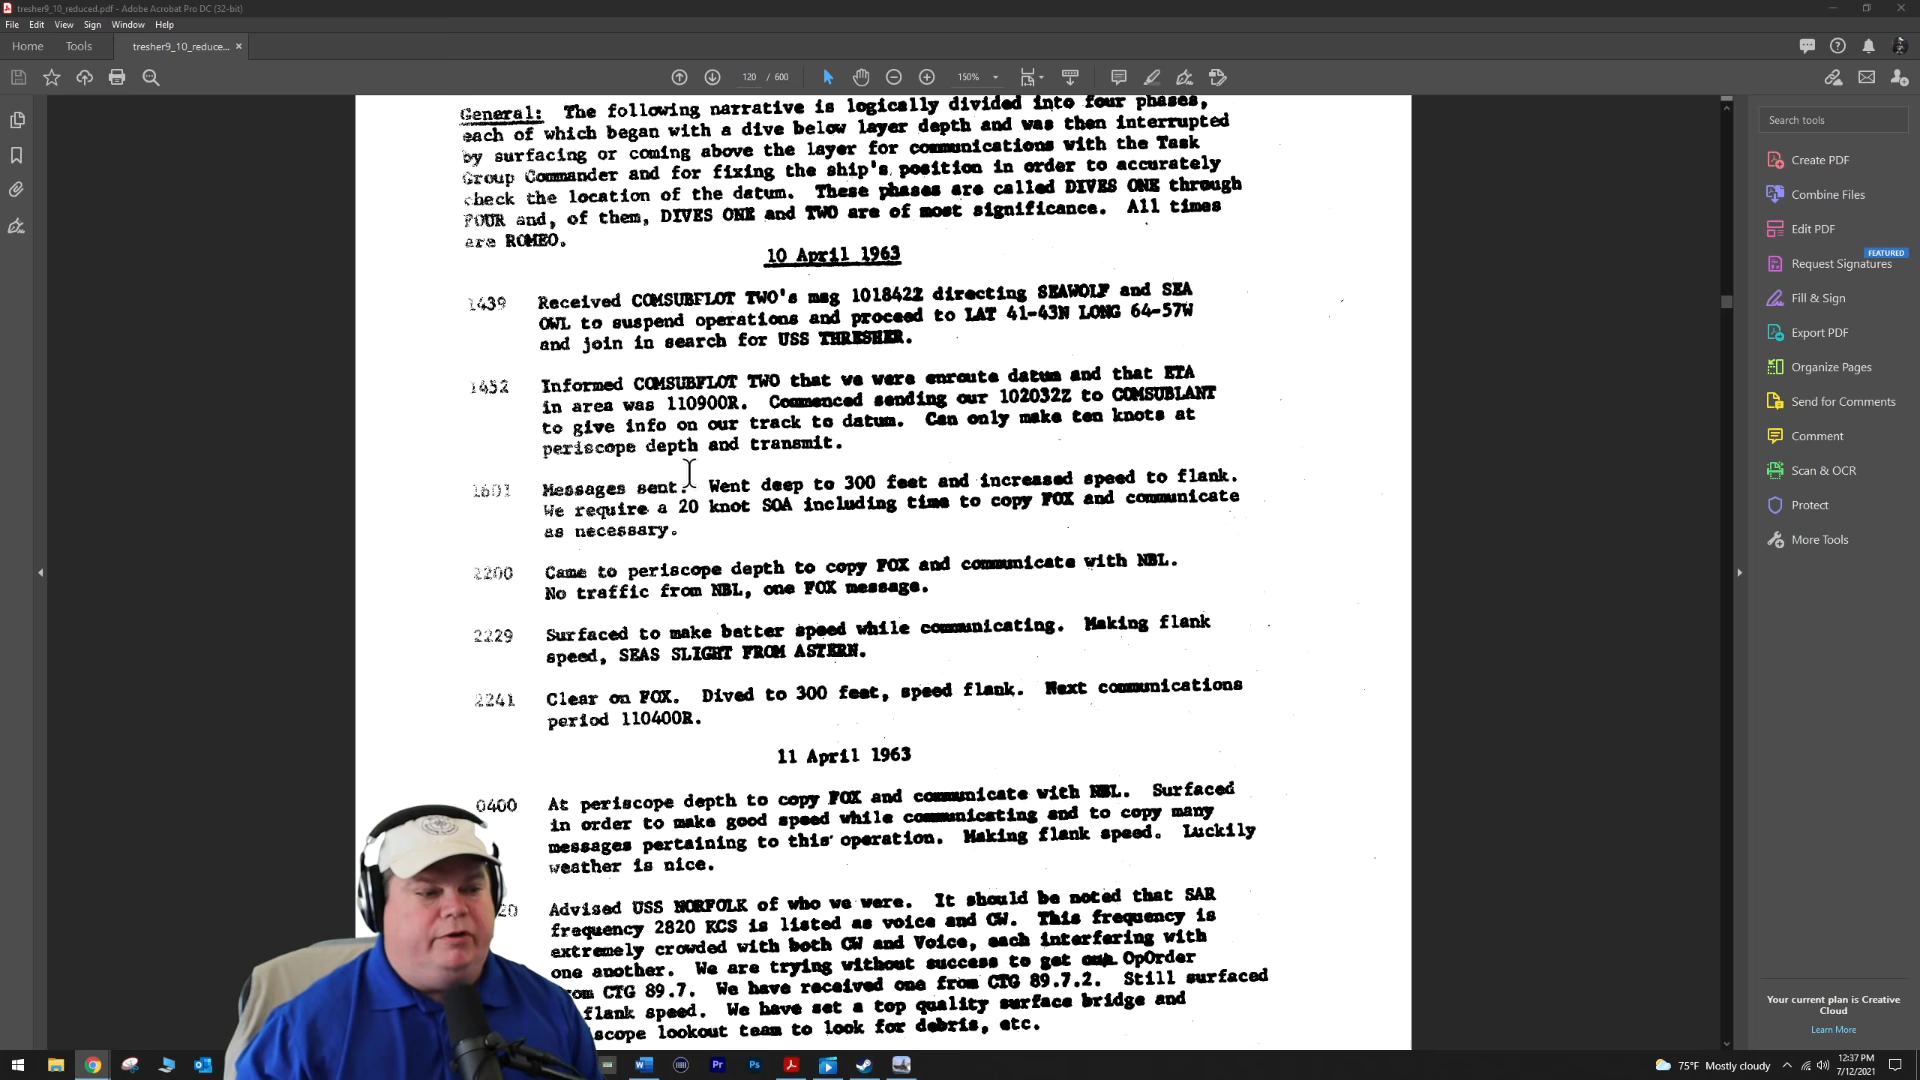 tresher9_10_reduced.pdf - Adobe Acrobat Pro DC (32-bit)
File Edit View Sign Window Help
Home Tools tresher9_10_reduce... ×
120 / 600 150%
General: The following narrative is logically divided into four phases,
each of which began with a dive below layer depth and was then interrupted
by surfacing or coming above the layer for communications with the Task
Group Commander and for fixing the ship's position in order to accurately
check the location of the datum. These phases are called DIVES ONE through
FOUR and, of them, DIVES ONE and TWO are of most significance. All times
are ROMEO.
10 April 1963
1439 Received COMSUBFLOT TWO's msg 101842Z directing SEAWOLF and SEA
OWL to suspend operations and proceed to LAT 41-43N LONG 64-57W
and join in search for USS THRESHER.
1452 Informed COMSUBFLOT TWO that we were enroute datum and that ETA
in area was 110900R. Commenced sending our 102032Z to COMSUBLANT
to give info on our track to datum. Can only make ten knots at
periscope depth and transmit.
Messages sent. Went deep to 300 feet and increased speed to flank.
We require a 20 knot SOA including time to copy FOX and communicate
as necessary.
2200 Came to periscope depth to copy FOX and communicate with NBL.
No traffic from NBL, one FOX message.
2229 Surfaced to make better speed while communicating. Making flank
speed, SEAS SLIGHT FROM ASTERN.
2241 Clear on FOX. Dived to 300 feet, speed flank. Next communications
period 110400R.
11 April 1963
0400 At periscope depth to copy FOX and communicate with NBL. Surfaced
in order to make good speed while communicating and to copy many
messages pertaining to this operation. Making flank speed. Luckily
weather is nice.
20 Advised USS NORFOLK of who we were. It should be noted that SAR
frequency 2820 KCS is listed as voice and CW. This frequency is
extremely crowded with both CW and Voice, each interfering with
one another. We are trying without success to get OpOrder
om CTG 89.7. We have received one from CTG 89.7.2. Still surfaced
flank speed. We have set a top quality surface bridge and
scope lookout team to look for debris, etc.
Search tools
Create PDF
Combine Files
Edit PDF
FEATURED
Request Signatures
Fill & Sign
Export PDF
Organize Pages
Send for Comments
Comment
Scan & OCR
Protect
More Tools
Your current plan is Creative
Cloud
Learn More
75°F Mostly cloudy
12:37 PM
7/12/2021